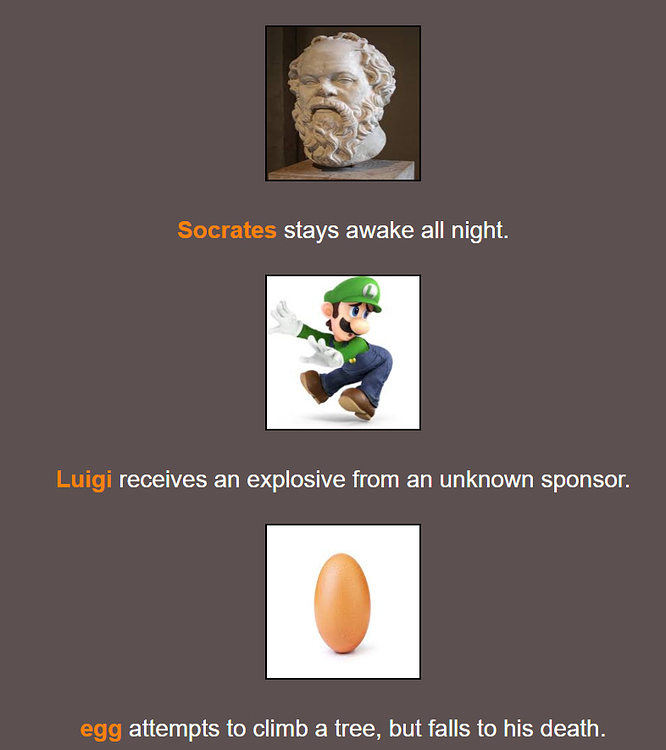 Socrates stays awake all night.
L
Luigi receives an explosive from an unknown sponsor.
egg attempts to climb a tree, but falls to his death.